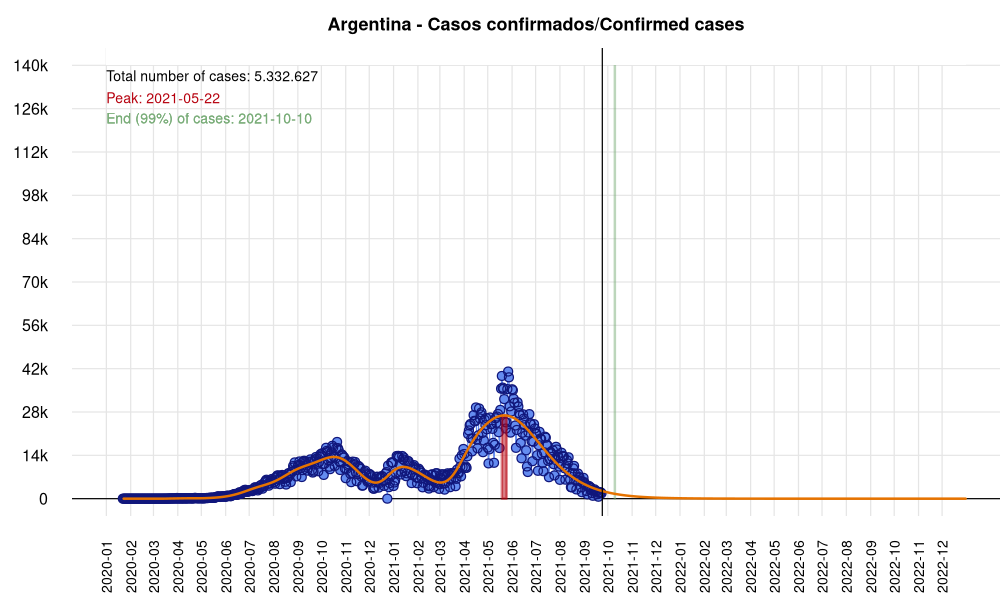 Argentina - Casos confirmados/Confirmed cases
140k
Total number of cases: 5.332.627
Peak: 2021-05-22
126k
End (99%) of cases: 2021-10-10
112k
98k
84k
70k
56k
42k
28k
14k
0
2020-01
2020-02
2020-03
2020-04
2020-05
2020-06
2020-07
2020-08
2020-09
2020-10
2020-11
2020-12
2021-01
2021-02
2021-03
2021-04
2021-05
2021-06
2021-07
2021-08
2021-09
2021-10
2021-11
2021-12
2022-01
2022-02
2022-03
2022-04
2022-05
2022-06
2022-07
2022-08
2022-09
2022-10
2022-11
2022-12